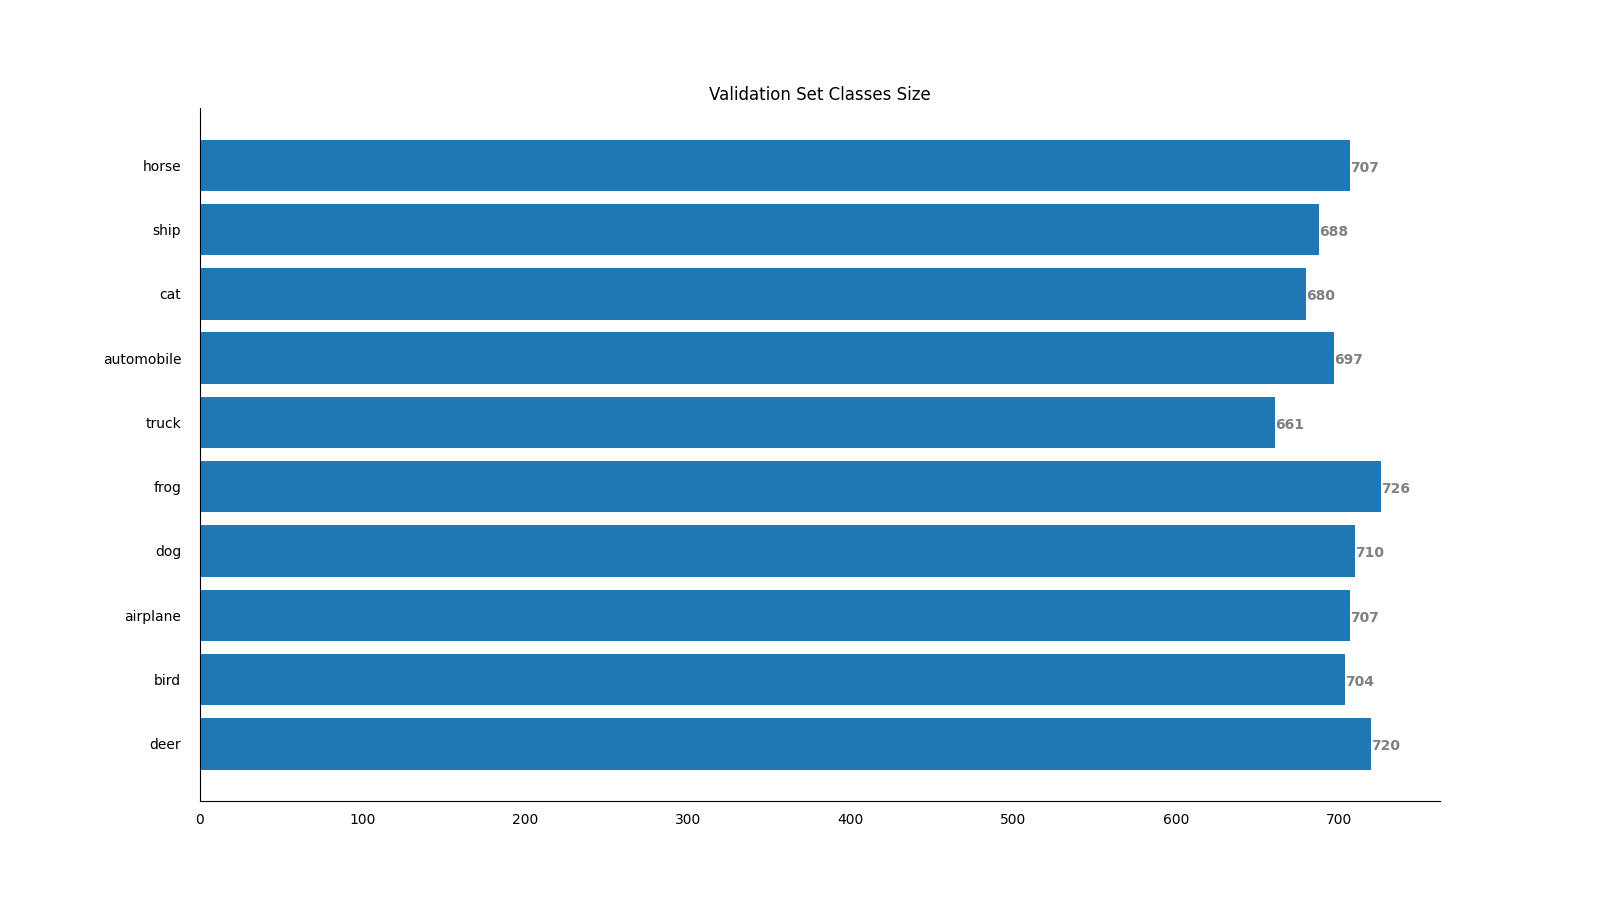 Validation Set Classes Size
horse 707
ship 688
cat 680
automobile 697
truck 661
frog 726
dog 710
airplane 707
bird 704
deer 720
0 100 200 300 400 500 600 700